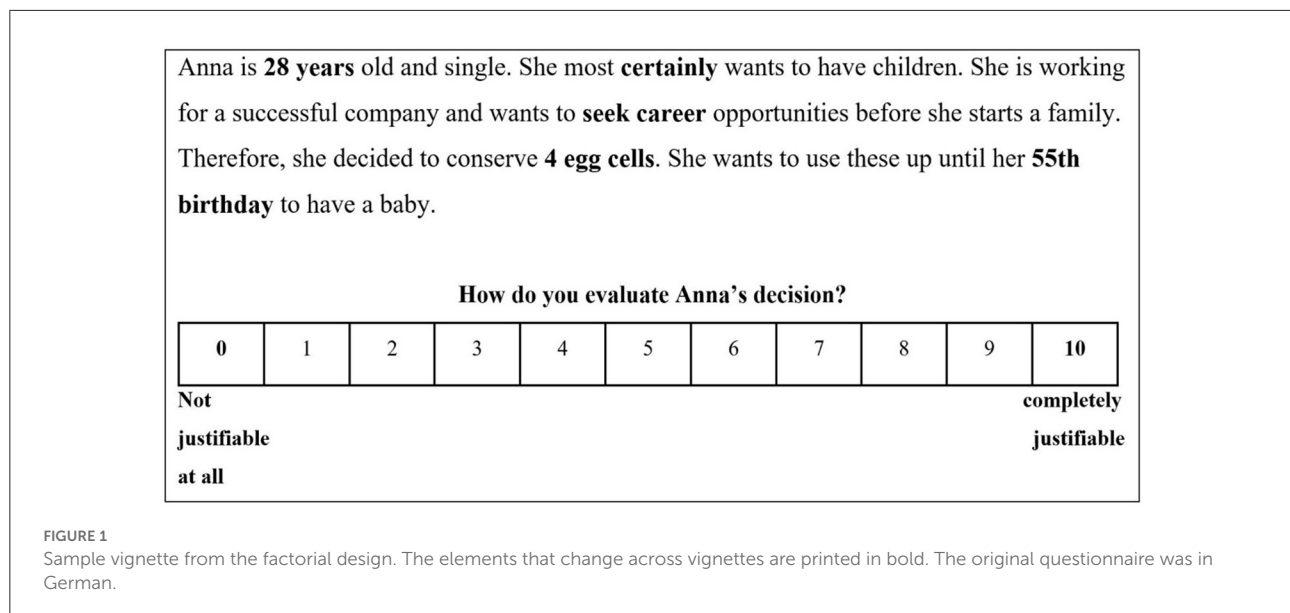 Anna is 28 years old and single. She most certainly wants to have children. She is working
for a successful company and wants to seek career opportunities before she starts a family.
Therefore, she decided to conserve 4 egg cells. She wants to use these up until her 55th
birthday to have a baby.
How do you evaluate Anna's decision?
0 1 2 3 4 5 6 7 8 9 10
Not completely
justifiable justifiable
at all
FIGURE 1
Sample vignette from the factorial design. The elements that change across vignettes are printed in bold. The original questionnaire was in
German.